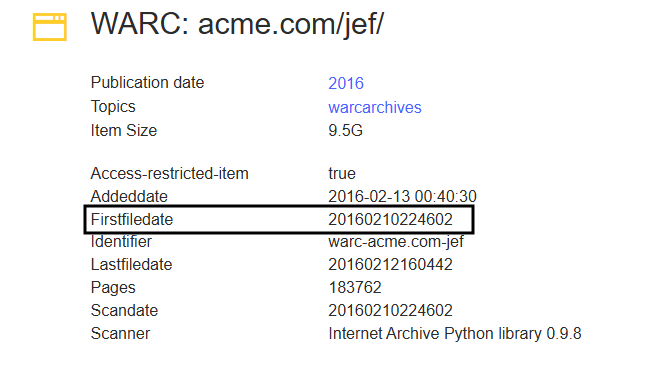 WARC: acme.com/jef/
Publication date 2016
Topics warcarchives
Item Size 9.5G
Access-restricted-item true
Addeddate 2016-02-13 00:40:30
Firstfiledate 20160210224602
Identifier warc-acme.com-jef
Lastfiledate 20160212160442
Pages 183762
Scandate 20160210224602
Scanner Internet Archive Python library 0.9.8